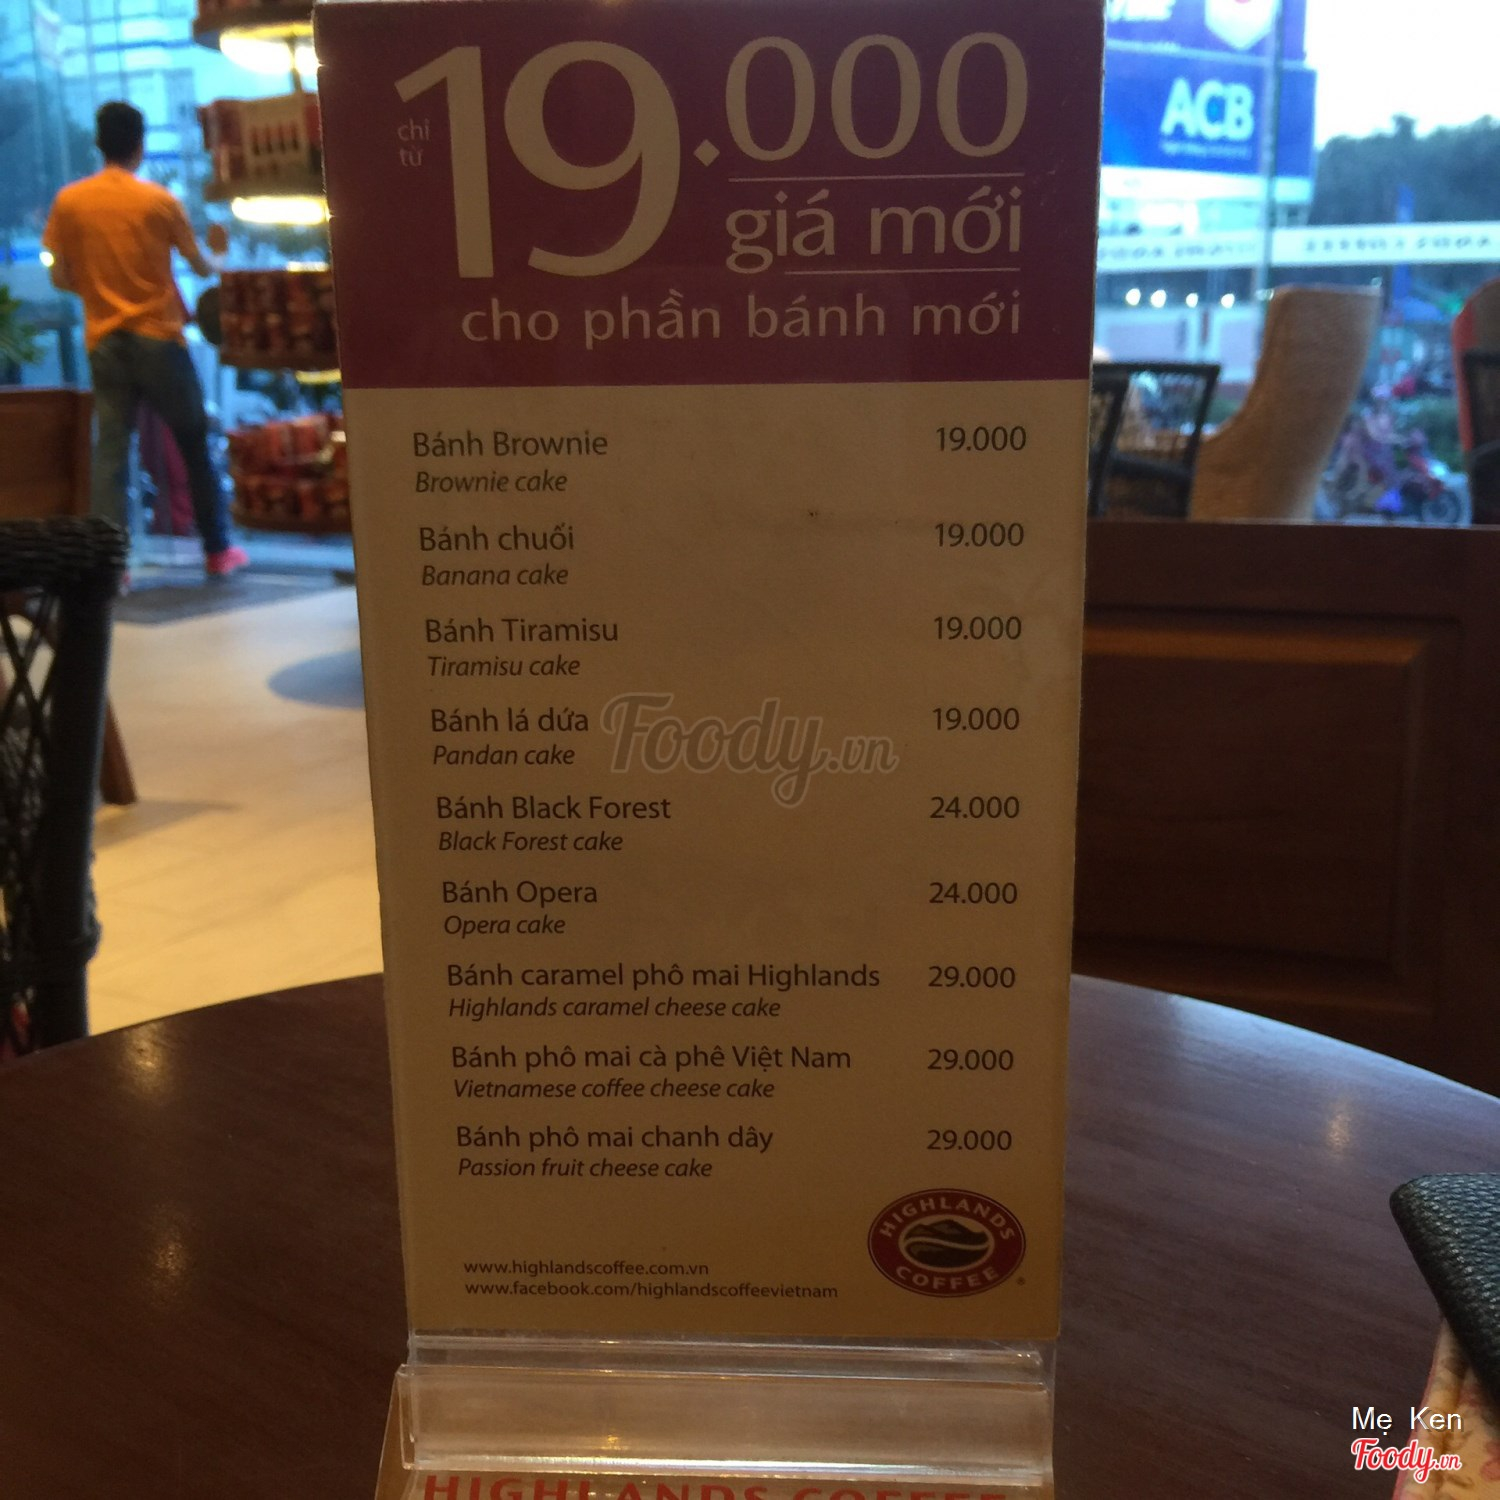 chỉ
từ
19.000
giá mới
cho phần bánh mới
ACB
Bánh Brownie 19.000
Brownie cake
Bánh chuối 19.000
Banana cake
Bánh Tiramisu 19.000
Tiramisu cake
Bánh lá dứa 19.000
Pandan cake
Foody.vn
Bánh Black Forest 24.000
Black Forest cake
Bánh Opera 24.000
Opera cake
Bánh caramel phô mai Highlands 29.000
Highlands caramel cheese cake
Bánh phô mai cà phê Việt Nam 29.000
Vietnamese coffee cheese cake
Bánh phô mai chanh dây 29.000
Passion fruit cheese cake
HIGHLANDS
COFFEE
®
www.highlandscoffee.com.vn
www.facebook.com/highlandscoffeevietnam
HIGHLANDS COFFEE
Mẹ Ken
Foody.vn